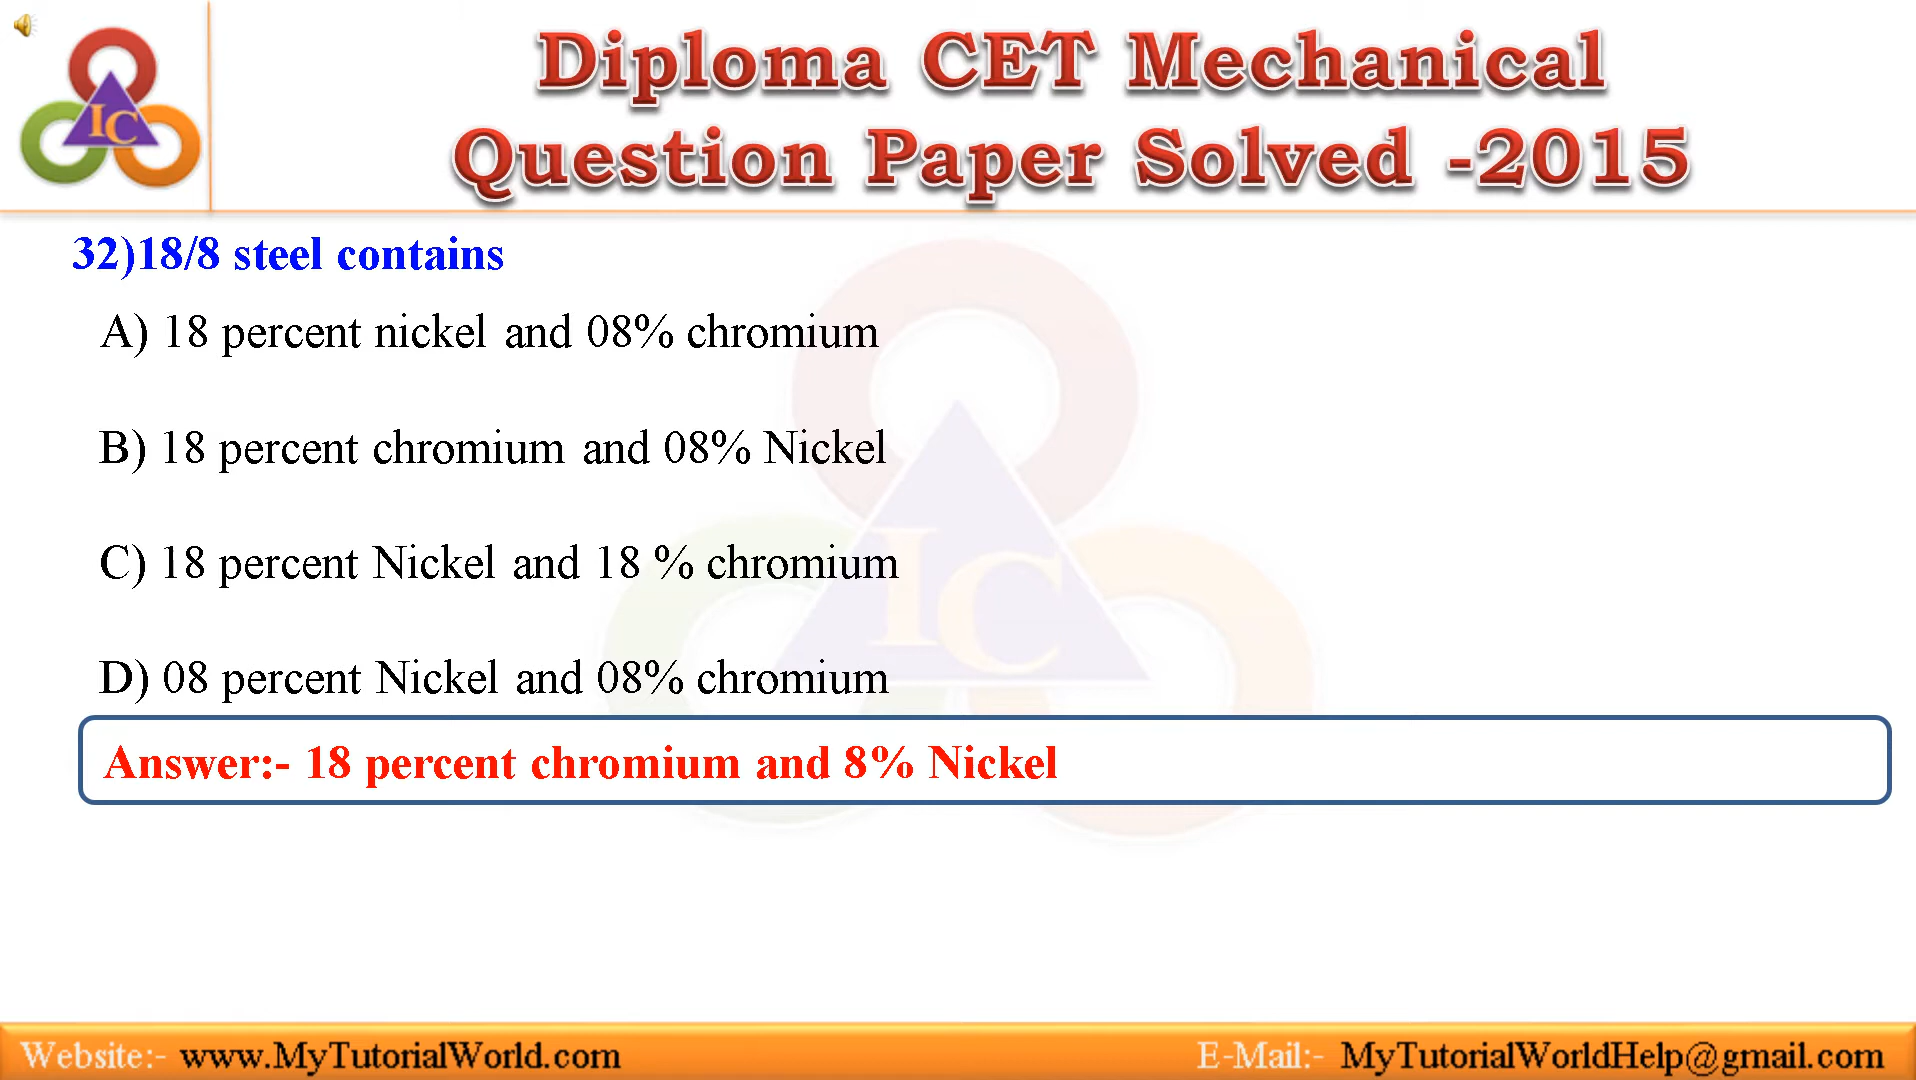 Diploma CET Mechanical
Question Paper Solved -2015
IC
32)18/8 steel contains
A) 18 percent nickel and 08% chromium
B) 18 percent chromium and 08% Nickel
C) 18 percent Nickel and 18 % chromium
D) 08 percent Nickel and 08% chromium
IC
Answer:- 18 percent chromium and 8% Nickel
Website:- www.MyTutorialWorld.com
E-Mail:- MyTutorialWorldHelp@gmail.com